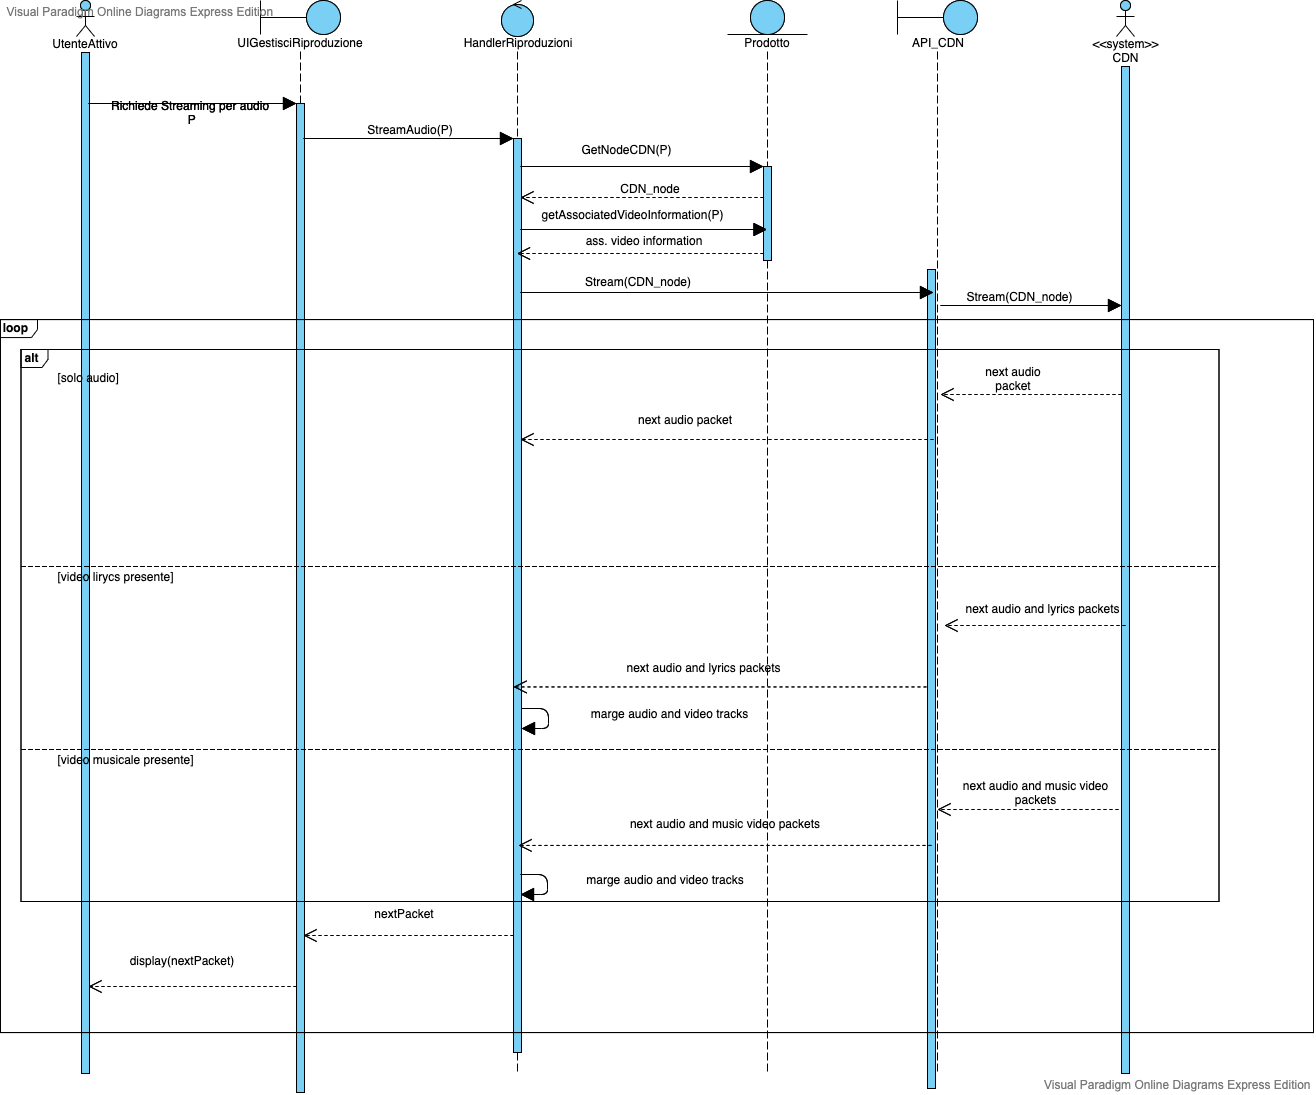 Visual Paradigm Online Diagrams Express Edition
UtenteAttivo
UIGestisciRiproduzione
HandlerRiproduzioni
Prodotto
API_CDN
<<system>>
CDN
Richiede Streaming per audio
P
StreamAudio(P)
GetNodeCDN(P)
CDN_node
getAssociatedVideoInformation(P)
ass. video information
Stream(CDN_node)
Stream(CDN_node)
loop
alt
[solo audio]
next audio
packet
next audio packet
[video lirycs presente]
next audio and lyrics packets
next audio and lyrics packets
marge audio and video tracks
[video musicale presente]
next audio and music video
packets
next audio and music video packets
marge audio and video tracks
nextPacket
display(nextPacket)
Visual Paradigm Online Diagrams Express Edition